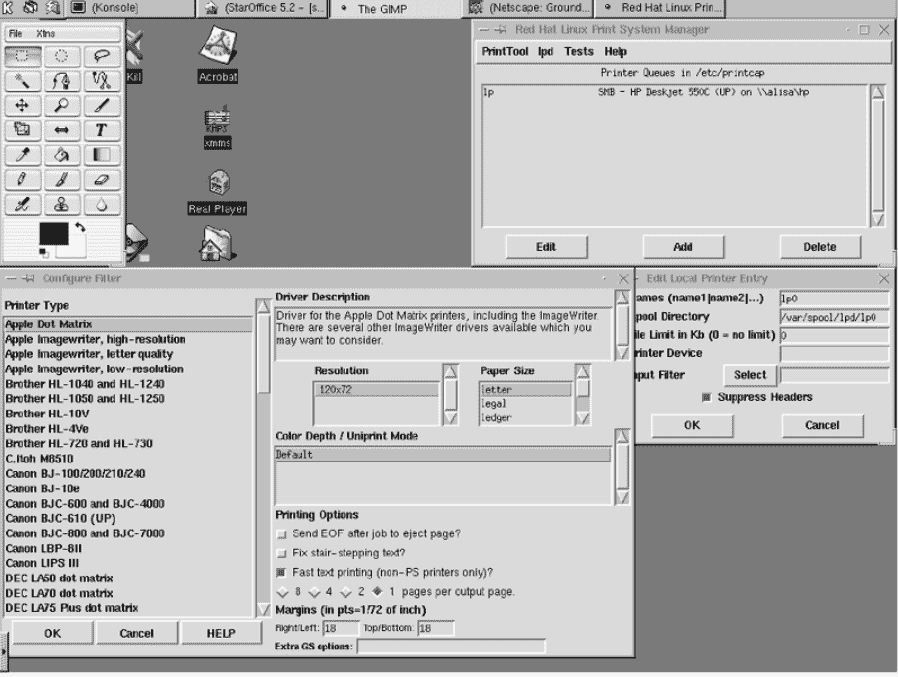 (Konsole)
(StarOffice 5.2 - [s...
The GIMP
(Netscape: Ground...
Red Hat Linux Prin...
File Xtns
Kill
Acrobat
xmms
Real Player
Red Hat Linux Print System Manager
PrintTool lpd Tests Help
Printer Queues in /etc/printcap
lp SMB - HP Deskjet 550C (UP) on \\alisa\hp
Edit Add Delete
Configure Filter
Printer Type
Apple Dot Matrix
Apple Imagewriter, high-resolution
Apple Imagewriter, letter quality
Apple Imagewriter, low-resolution
Brother HL-1040 and HL-1240
Brother HL-1050 and HL-1250
Brother HL-10V
Brother HL-4Ve
Brother HL-720 and HL-730
C.Itoh M8510
Canon BJ-100/200/210/240
Canon BJ-10e
Canon BJC-600 and BJC-4000
Canon BJC-610 (UP)
Canon BJC-800 and BJC-7000
Canon LBP-8II
Canon LIPS III
DEC LA50 dot matrix
DEC LA70 dot matrix
DEC LA75 Plus dot matrix
OK Cancel HELP
Driver Description
Driver for the Apple Dot Matrix printers, including the ImageWriter.
There are several other ImageWriter drivers available which you
may want to consider.
Resolution
120x72
Paper Size
letter
legal
ledger
Color Depth / Uniprint Mode
Default
Printing Options
Send EOF after job to eject page?
Fix stair-stepping text?
Fast text printing (non-PS printers only)?
8 4 2 1 pages per output page.
Margins (in pts=1/72 of inch)
Right/Left: 18 Top/Bottom: 18
Extra GS options:
Edit Local Printer Entry
ames (name1|name2|...) lp0
pool Directory /var/spool/lpd/lp0
ile Limit in Kb (0 = no limit) 0
rinter Device
nput Filter Select
Suppress Headers
OK Cancel